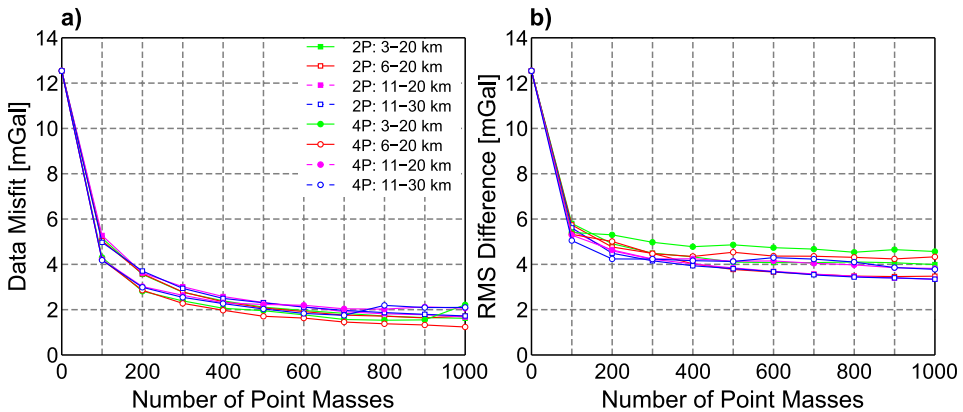 a)
14
12
10
8
6
4
2
0
Data Misfit [mGal]
2P: 3−20 km
2P: 6−20 km
2P: 11−20 km
2P: 11−30 km
4P: 3−20 km
4P: 6−20 km
4P: 11−20 km
4P: 11−30 km
0 200 400 600 800 1000
Number of Point Masses
b)
14
12
10
8
6
4
2
0
RMS Difference [mGal]
0 200 400 600 800 1000
Number of Point Masses